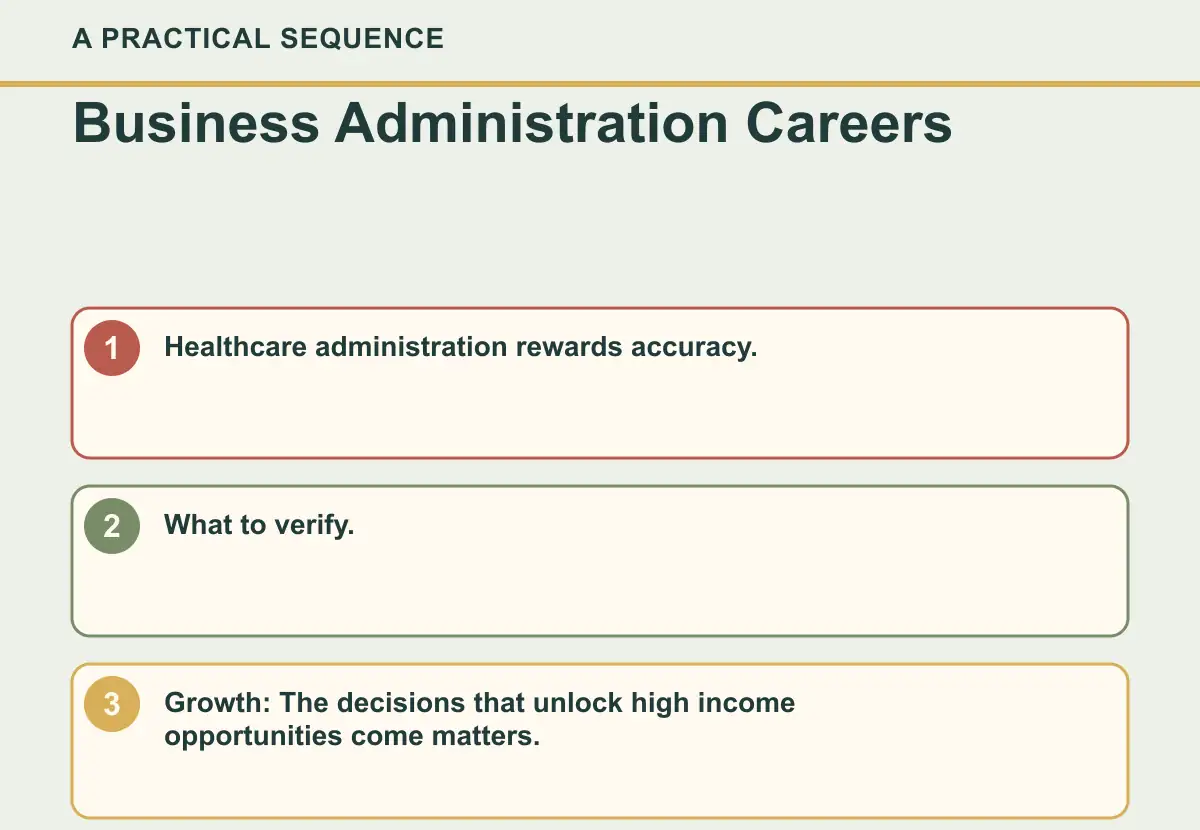 A PRACTICAL SEQUENCE
Business Administration Careers
1
Healthcare administration rewards accuracy.
2
What to verify.
3
Growth: The decisions that unlock high income
opportunities come matters.